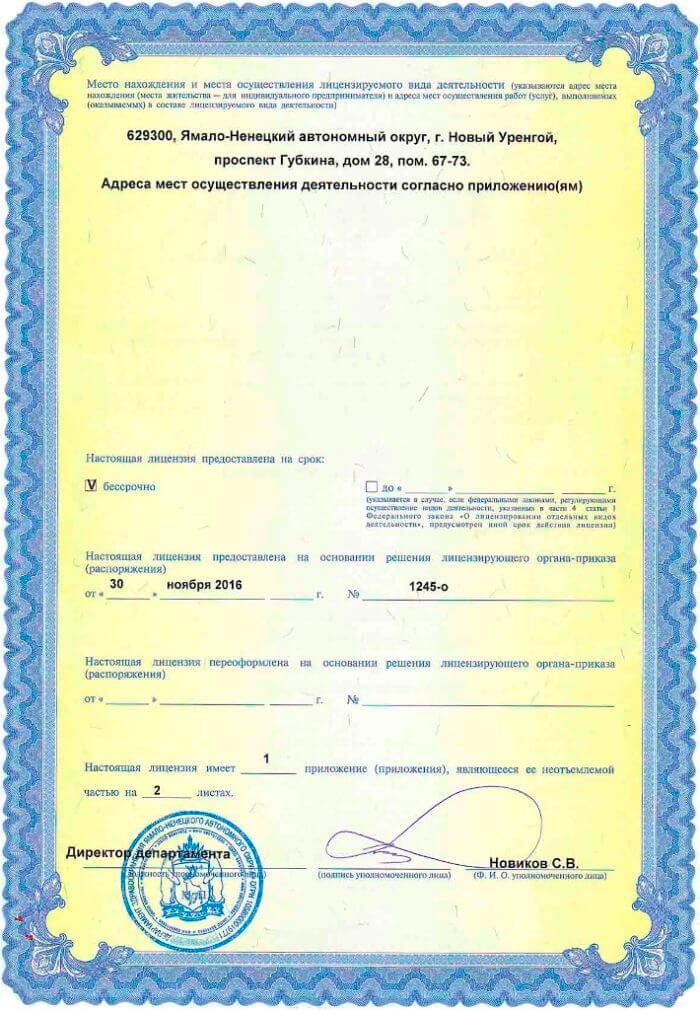 Место нахождения и места осуществления лицензируемого вида деятельности (указываются адрес места
нахождения (места жительства — для индивидуального предпринимателя) и адреса мест осуществления работ (услуг), выполняемых
(оказываемых) в составе лицензируемого вида деятельности)
629300, Ямало-Ненецкий автономный округ, г. Новый Уренгой,
проспект Губкина, дом 28, пом. 67-73.
Адреса мест осуществления деятельности согласно приложению(ям)
Настоящая лицензия предоставлена на срок:
V бессрочно
до « » г.
(указывается в случае, если федеральными законами, регулирующими
осуществление видов деятельности, указанных в части 4 статьи 1
Федерального закона «О лицензировании отдельных видов
деятельности», предусмотрен иной срок действия лицензии)
Настоящая лицензия предоставлена на основании решения лицензирующего органа-приказа
(распоряжения)
от « 30 » ноября 2016 г. № 1245-о
Настоящая лицензия переоформлена на основании решения лицензирующего органа-приказа
(распоряжения)
от « » г. №
Настоящая лицензия имеет 1 приложение (приложения), являющееся ее неотъемлемой
частью на 2 листах.
Директор департамента
Новиков С.В.
(должность уполномоченного лица)
(подпись уполномоченного лица)
(Ф. И. О. уполномоченного лица)
ДЕПАРТАМЕНТ ЗДРАВООХРАНЕНИЯ ЯМАЛО-НЕНЕЦКОГО АВТОНОМНОГО ОКРУГА